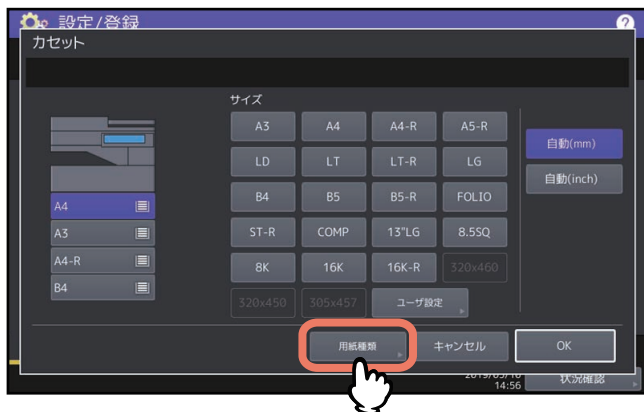 設定/登録
?
カセット
サイズ
A3 A4 A4-R A5-R
自動(mm)
LD LT LT-R LG
自動(inch)
B4 B5 B5-R FOLIO
A4
A3
ST-R COMP 13"LG 8.5SQ
A4-R
8K 16K 16K-R 320x460
B4
320x450 305x457 ユーザ設定
用紙種類 キャンセル OK
14:56 状況確認